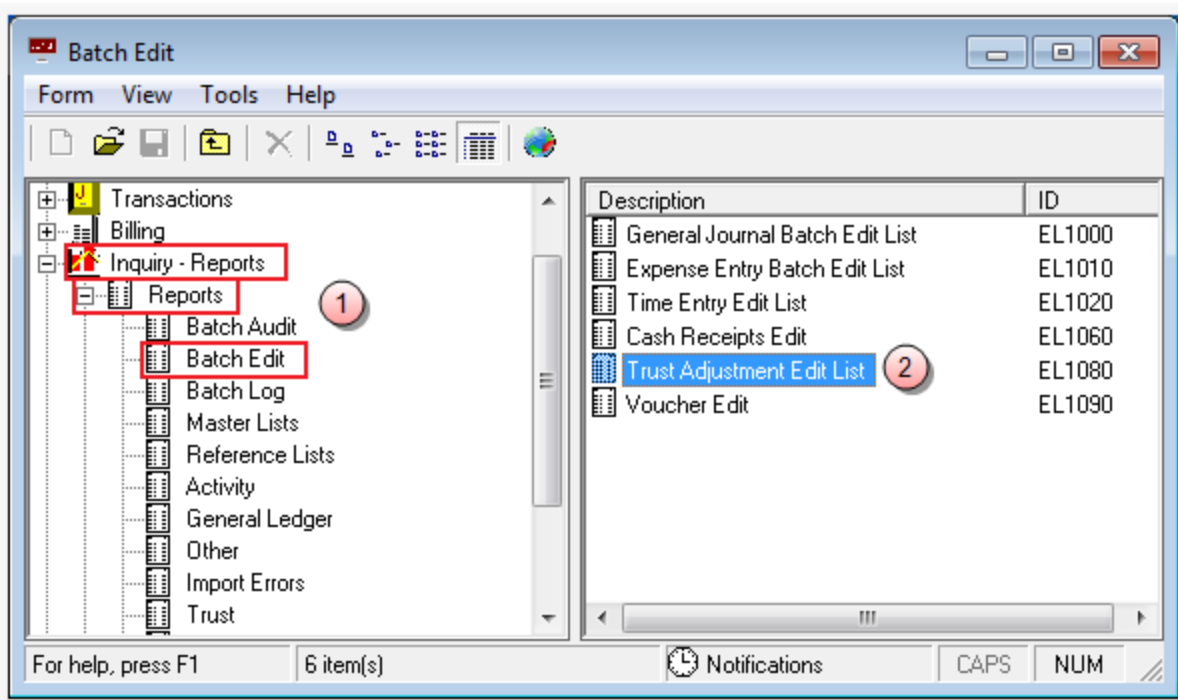 Batch Edit
Form View Tools Help
Transactions
Billing
Inquiry - Reports
Reports
1
Batch Audit
Batch Edit
Batch Log
Master Lists
Reference Lists
Activity
General Ledger
Other
Import Errors
Trust
Description ID
General Journal Batch Edit List EL1000
Expense Entry Batch Edit List EL1010
Time Entry Edit List EL1020
Cash Receipts Edit EL1060
Trust Adjustment Edit List 2 EL1080
Voucher Edit EL1090
For help, press F1 6 item(s) Notifications CAPS NUM